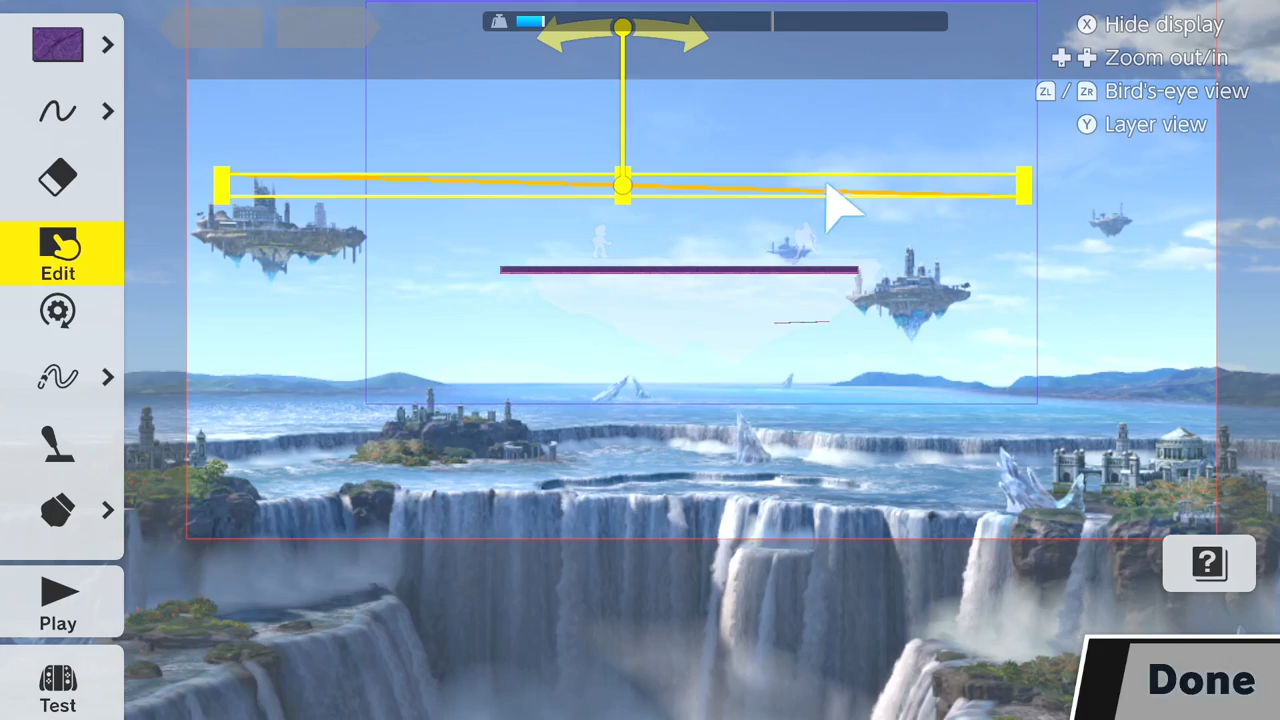 X Hide display
Zoom out/in
ZL / ZR Bird's-eye view
Y Layer view
Edit
?
Play
Test
Done